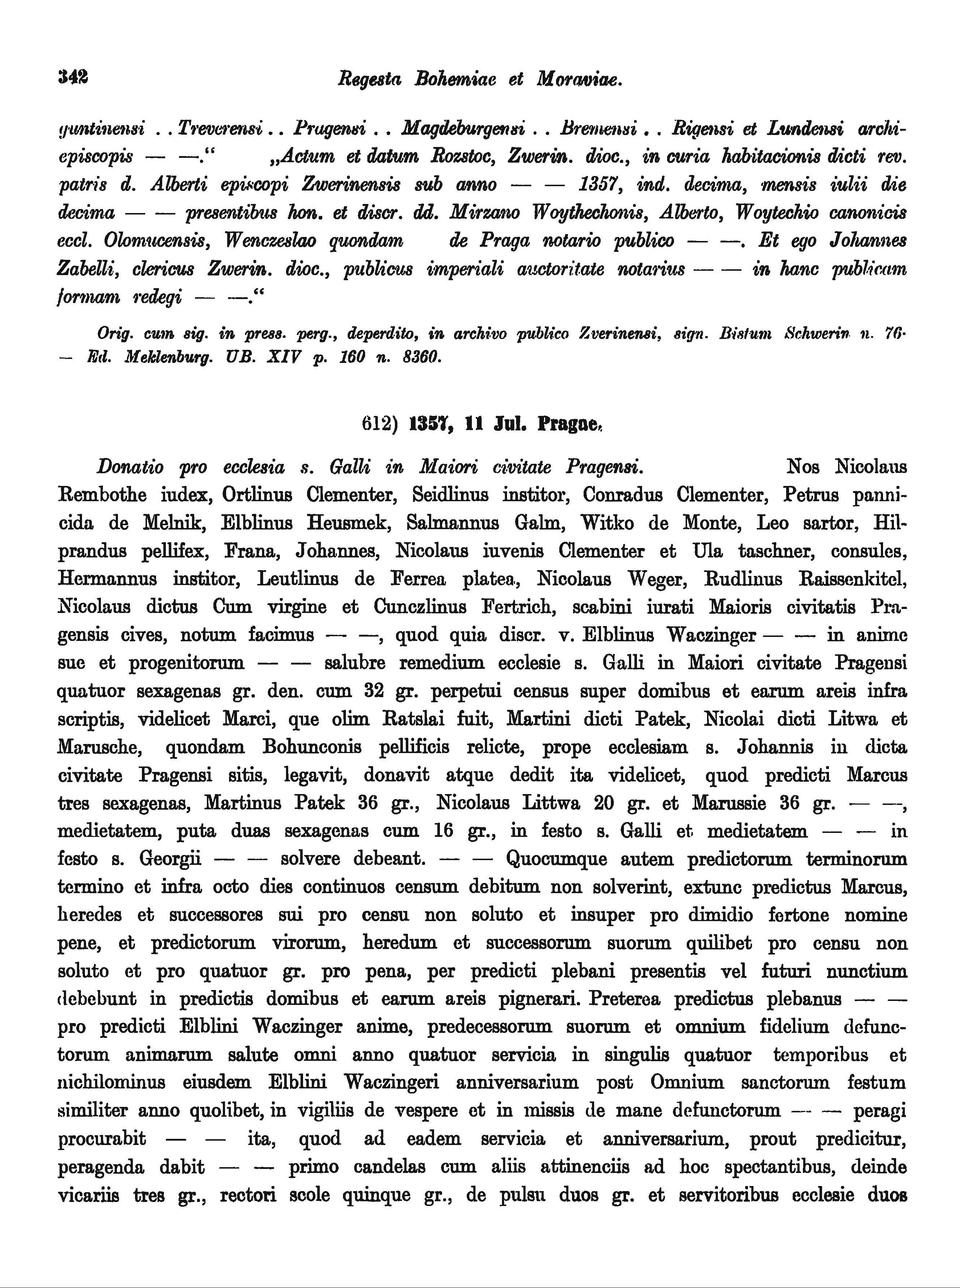 342 Regesta Bohemiae et Moraviae.
guntinensi . . Treverensi . . Pragensi . . Magdeburgensi . . Bremensi . . Rigensi et Lundensi archi-
episcopis — —.“ „Actum et datum Rozstoc, Zwerin. dioc., in curia habitacionis dicti rev.
patris d. Alberti episcopi Zwerinensis sub anno — — 1357, ind. decima, mensis iulii die
decima — — presentibus hon. et discr. dd. Mirzano Woythechonis, Alberto, Woytechio canonicis
eccl. Olomucensis, Wenczeslao quondam de Praga notario publico — —. Et ego Johannes
Zabelli, clericus Zwerin. dioc., publicus imperiali auctoritate notarius — — in hanc publicam
formam redegi — —.“
Orig. cum sig. in press. perg., deperdito, in archivo publico Zverinensi, sign. Bistum Schwerin n. 76.
— Ed. Meklenburg. UB. XIV p. 160 n. 8360.
612) 1357, 11 Jul. Pragae.
Donatio pro ecclesia s. Galli in Maiori civitate Pragensi. Nos Nicolaus
Rembothe iudex, Ortlinus Clementer, Seidlinus institor, Conradus Clementer, Petrus panni-
cida de Melnik, Elblinus Heusmek, Salmannus Galm, Witko de Monte, Leo sartor, Hil-
prandus pellifex, Frana, Johannes, Nicolaus iuvenis Clementer et Ula taschner, consules,
Hermannus institor, Leutlinus de Ferrea platea, Nicolaus Weger, Rudlinus Raissenkitel,
Nicolaus dictus Cum virgine et Cunczlinus Fertrich, scabini iurati Maioris civitatis Pra-
gensis cives, notum facimus — —, quod quia discr. v. Elblinus Waczinger — — in anime
sue et progenitorum — — salubre remedium ecclesie s. Galli in Maiori civitate Pragensi
quatuor sexagenas gr. den. cum 32 gr. perpetui census super domibus et earum areis infra
scriptis, videlicet Marci, que olim Ratslai fuit, Martini dicti Patek, Nicolai dicti Litwa et
Marusche, quondam Bohunconis pellificis relicte, prope ecclesiam s. Johannis in dicta
civitate Pragensi sitis, legavit, donavit atque dedit ita videlicet, quod predicti Marcus
tres sexagenas, Martinus Patek 36 gr., Nicolaus Littwa 20 gr. et Marussie 36 gr. — —,
medietatem, puta duas sexagenas cum 16 gr., in festo s. Galli et medietatem — — in
festo s. Georgii — — solvere debeant. — — Quocumque autem predictorum terminorum
termino et infra octo dies continuos censum debitum non solverint, extunc predictus Marcus,
heredes et successores sui pro censu non soluto et insuper pro dimidio fertone nomine
pene, et predictorum virorum, heredum et successorum suorum quilibet pro censu non
soluto et pro quatuor gr. pro pena, per predicti plebani presentis vel futuri nunctium
debebunt in predictis domibus et earum areis pignerari. Preterea predictus plebanus — —
pro predicti Elblini Waczinger anime, predecessorum suorum et omnium fidelium defunc-
torum animarum salute omni anno quatuor servicia in singulis quatuor temporibus et
nichilominus eiusdem Elblini Waczingeri anniversarium post Omnium sanctorum festum
similiter anno quolibet, in vigiliis de vespere et in missis de mane defunctorum — — peragi
procurabit — — ita, quod ad eadem servicia et anniversarium, prout predicitur,
peragenda dabit — — primo candelas cum aliis attinenciis ad hoc spectantibus, deinde
vicariis tres gr., rectori scole quinque gr., de pulsu duos gr. et servitoribus ecclesie duos